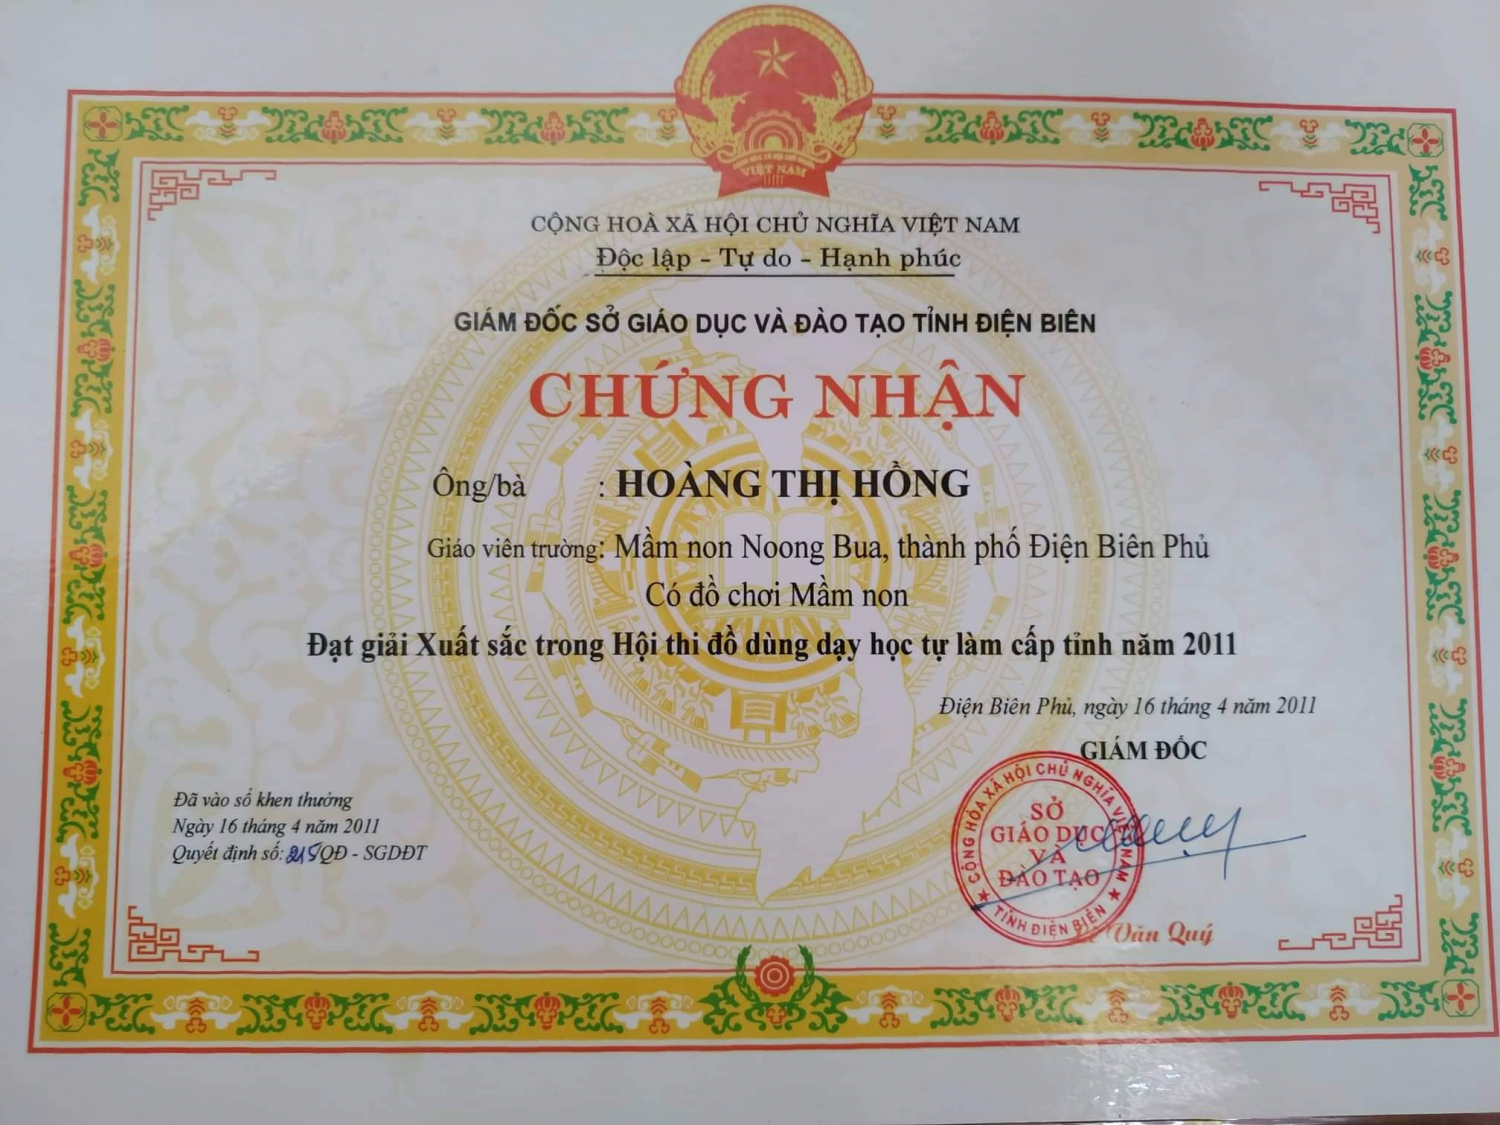 VIỆT NAM
CỘNG HOÀ XÃ HỘI CHỦ NGHĨA VIỆT NAM
Độc lập - Tự do - Hạnh phúc
GIÁM ĐỐC SỞ GIÁO DỤC VÀ ĐÀO TẠO TỈNH ĐIỆN BIÊN
CHỨNG NHẬN
Ông/bà : HOÀNG THỊ HỒNG
Giáo viên trường: Mầm non Noong Bua, thành phố Điện Biên Phủ
Có đồ chơi Mầm non
Đạt giải Xuất sắc trong Hội thi đồ dùng dạy học tự làm cấp tỉnh năm 2011
Điện Biên Phủ, ngày 16 tháng 4 năm 2011
GIÁM ĐỐC
Đã vào sổ khen thưởng
Ngày 16 tháng 4 năm 2011
Quyết định số: /QĐ - SGDĐT
CỘNG HÒA XÃ HỘI CHỦ NGHĨA VIỆT NAM
SỞ
GIÁO DỤC
VÀ
ĐÀO TẠO
TỈNH ĐIỆN BIÊN
Lê Văn Quý